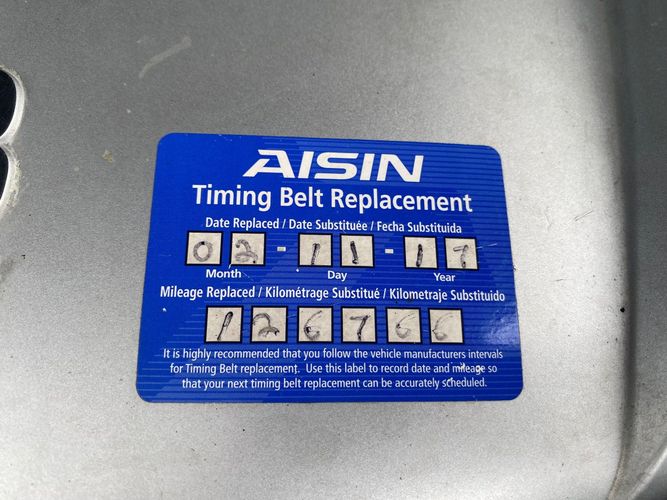 AISIN
Timing Belt Replacement
Date Replaced / Date Substituée / Fecha Substituida
02-11-17
Month Day Year
Mileage Replaced / Kilométrage Substitué / Kilometraje Substituido
126766
It is highly recommended that you follow the vehicle manufacturers intervals
for Timing Belt replacement. Use this label to record date and mileage so
that your next timing belt replacement can be accurately scheduled.